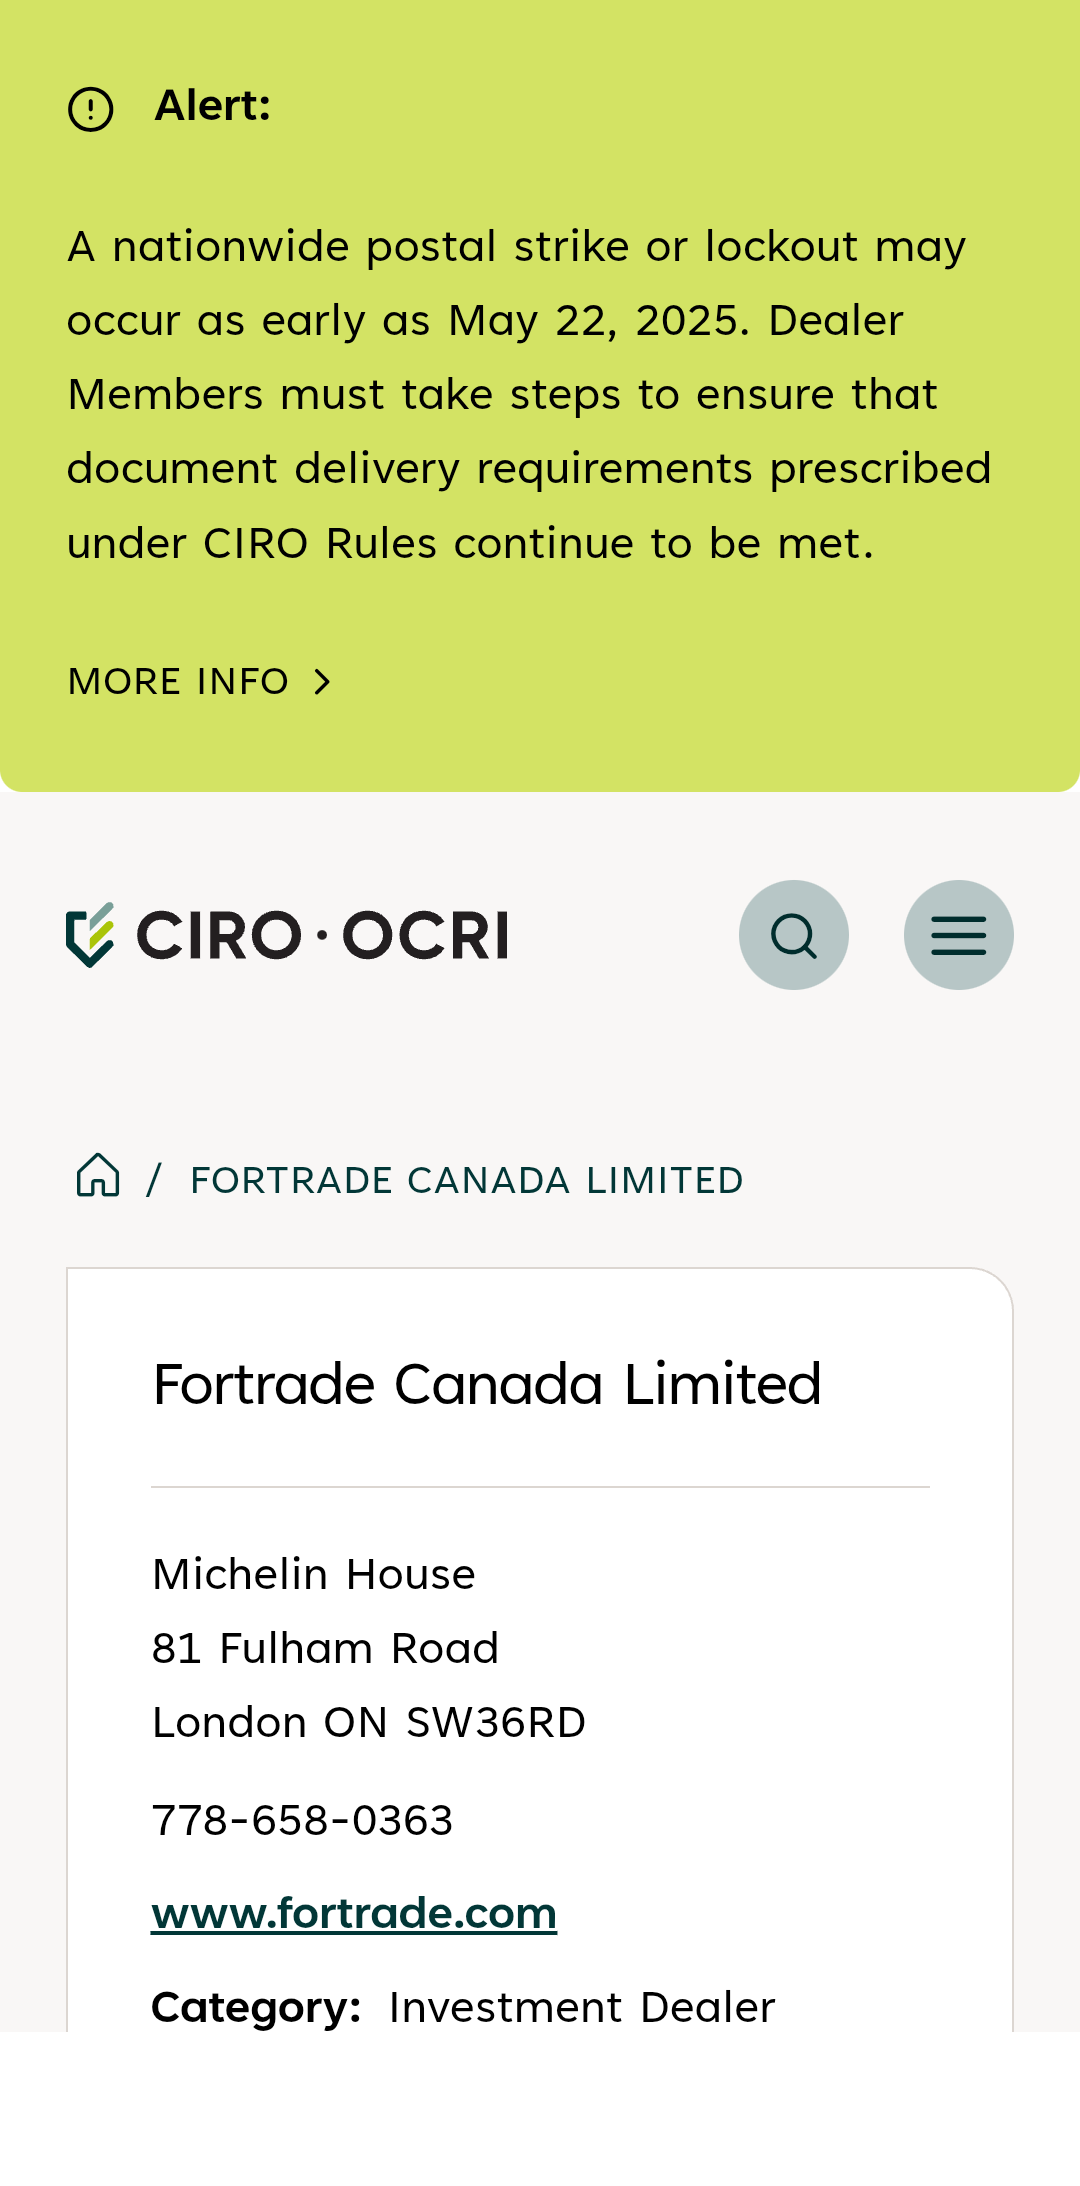 Alert:
A nationwide postal strike or lockout may
occur as early as May 22, 2025. Dealer
Members must take steps to ensure that
document delivery requirements prescribed
under CIRO Rules continue to be met.
MORE INFO
CIRO · OCRI
/ FORTRADE CANADA LIMITED
Fortrade Canada Limited
Michelin House
81 Fulham Road
London ON SW36RD
778-658-0363
www.fortrade.com
Category: Investment Dealer